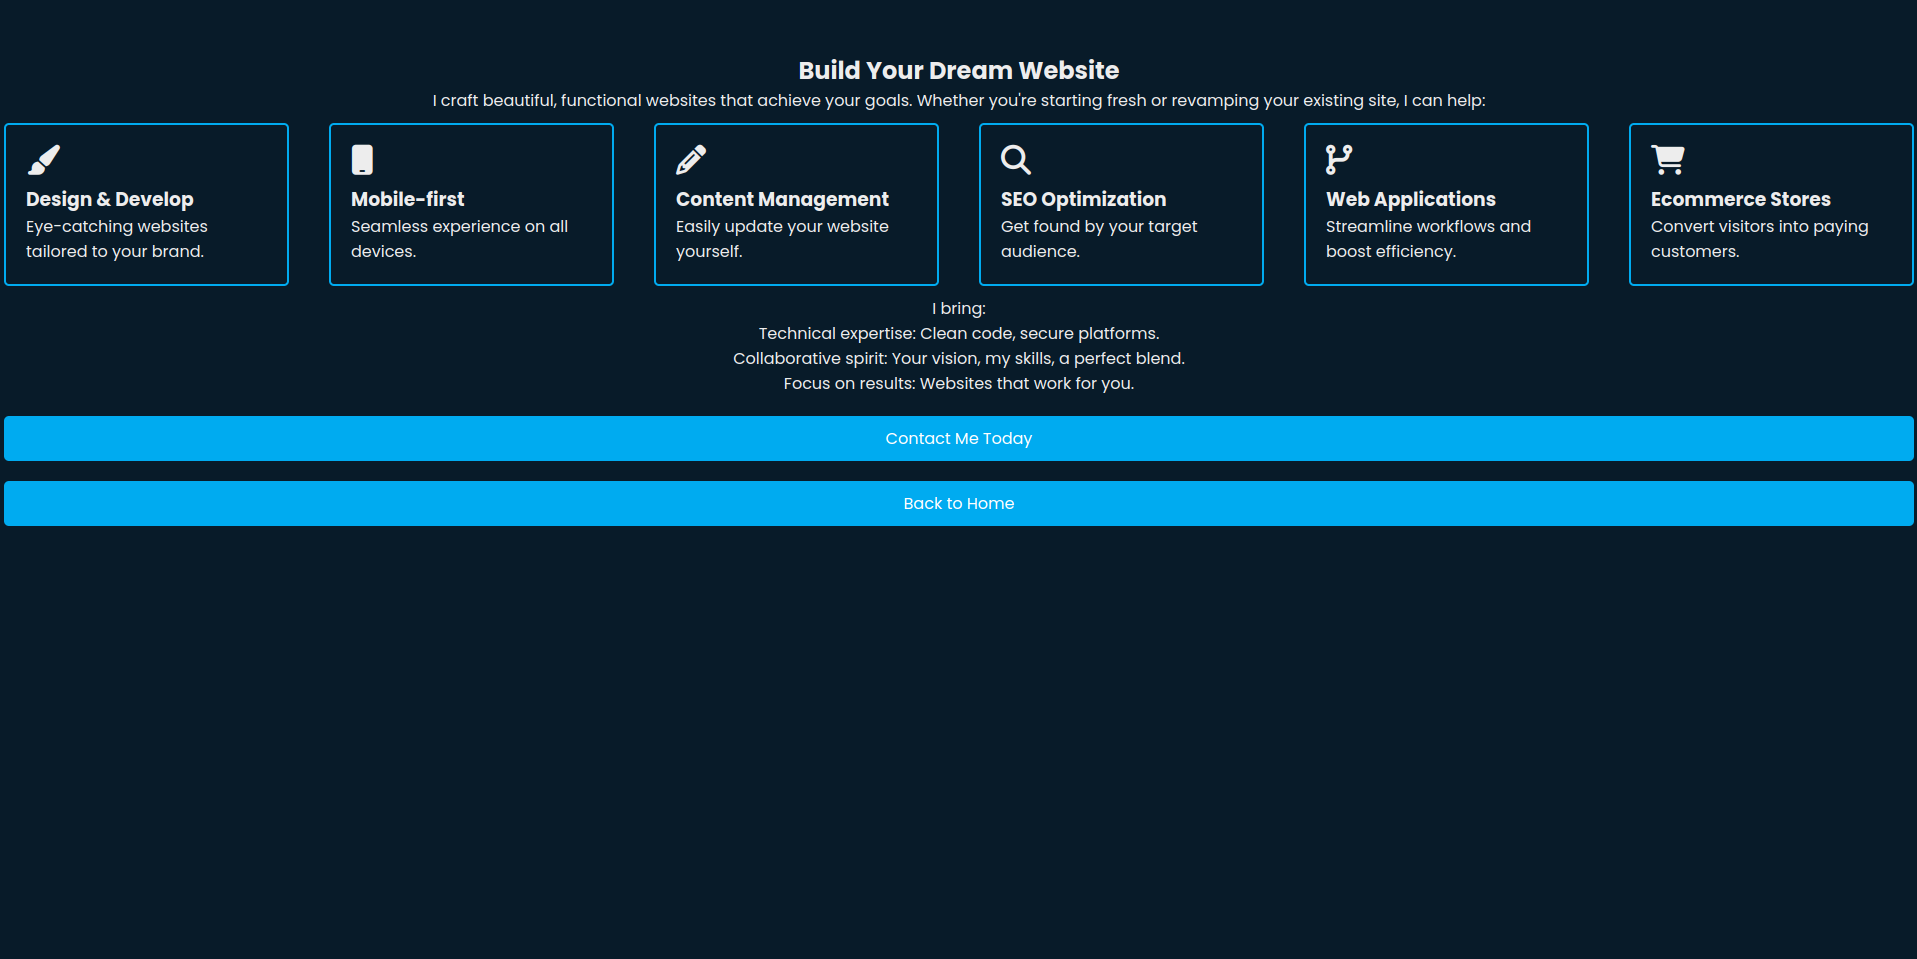 Build Your Dream Website
I craft beautiful, functional websites that achieve your goals. Whether you're starting fresh or revamping your existing site, I can help:
Design & Develop
Eye-catching websites
tailored to your brand.
Mobile-first
Seamless experience on all
devices.
Content Management
Easily update your website
yourself.
SEO Optimization
Get found by your target
audience.
Web Applications
Streamline workflows and
boost efficiency.
Ecommerce Stores
Convert visitors into paying
customers.
I bring:
Technical expertise: Clean code, secure platforms.
Collaborative spirit: Your vision, my skills, a perfect blend.
Focus on results: Websites that work for you.
Contact Me Today
Back to Home